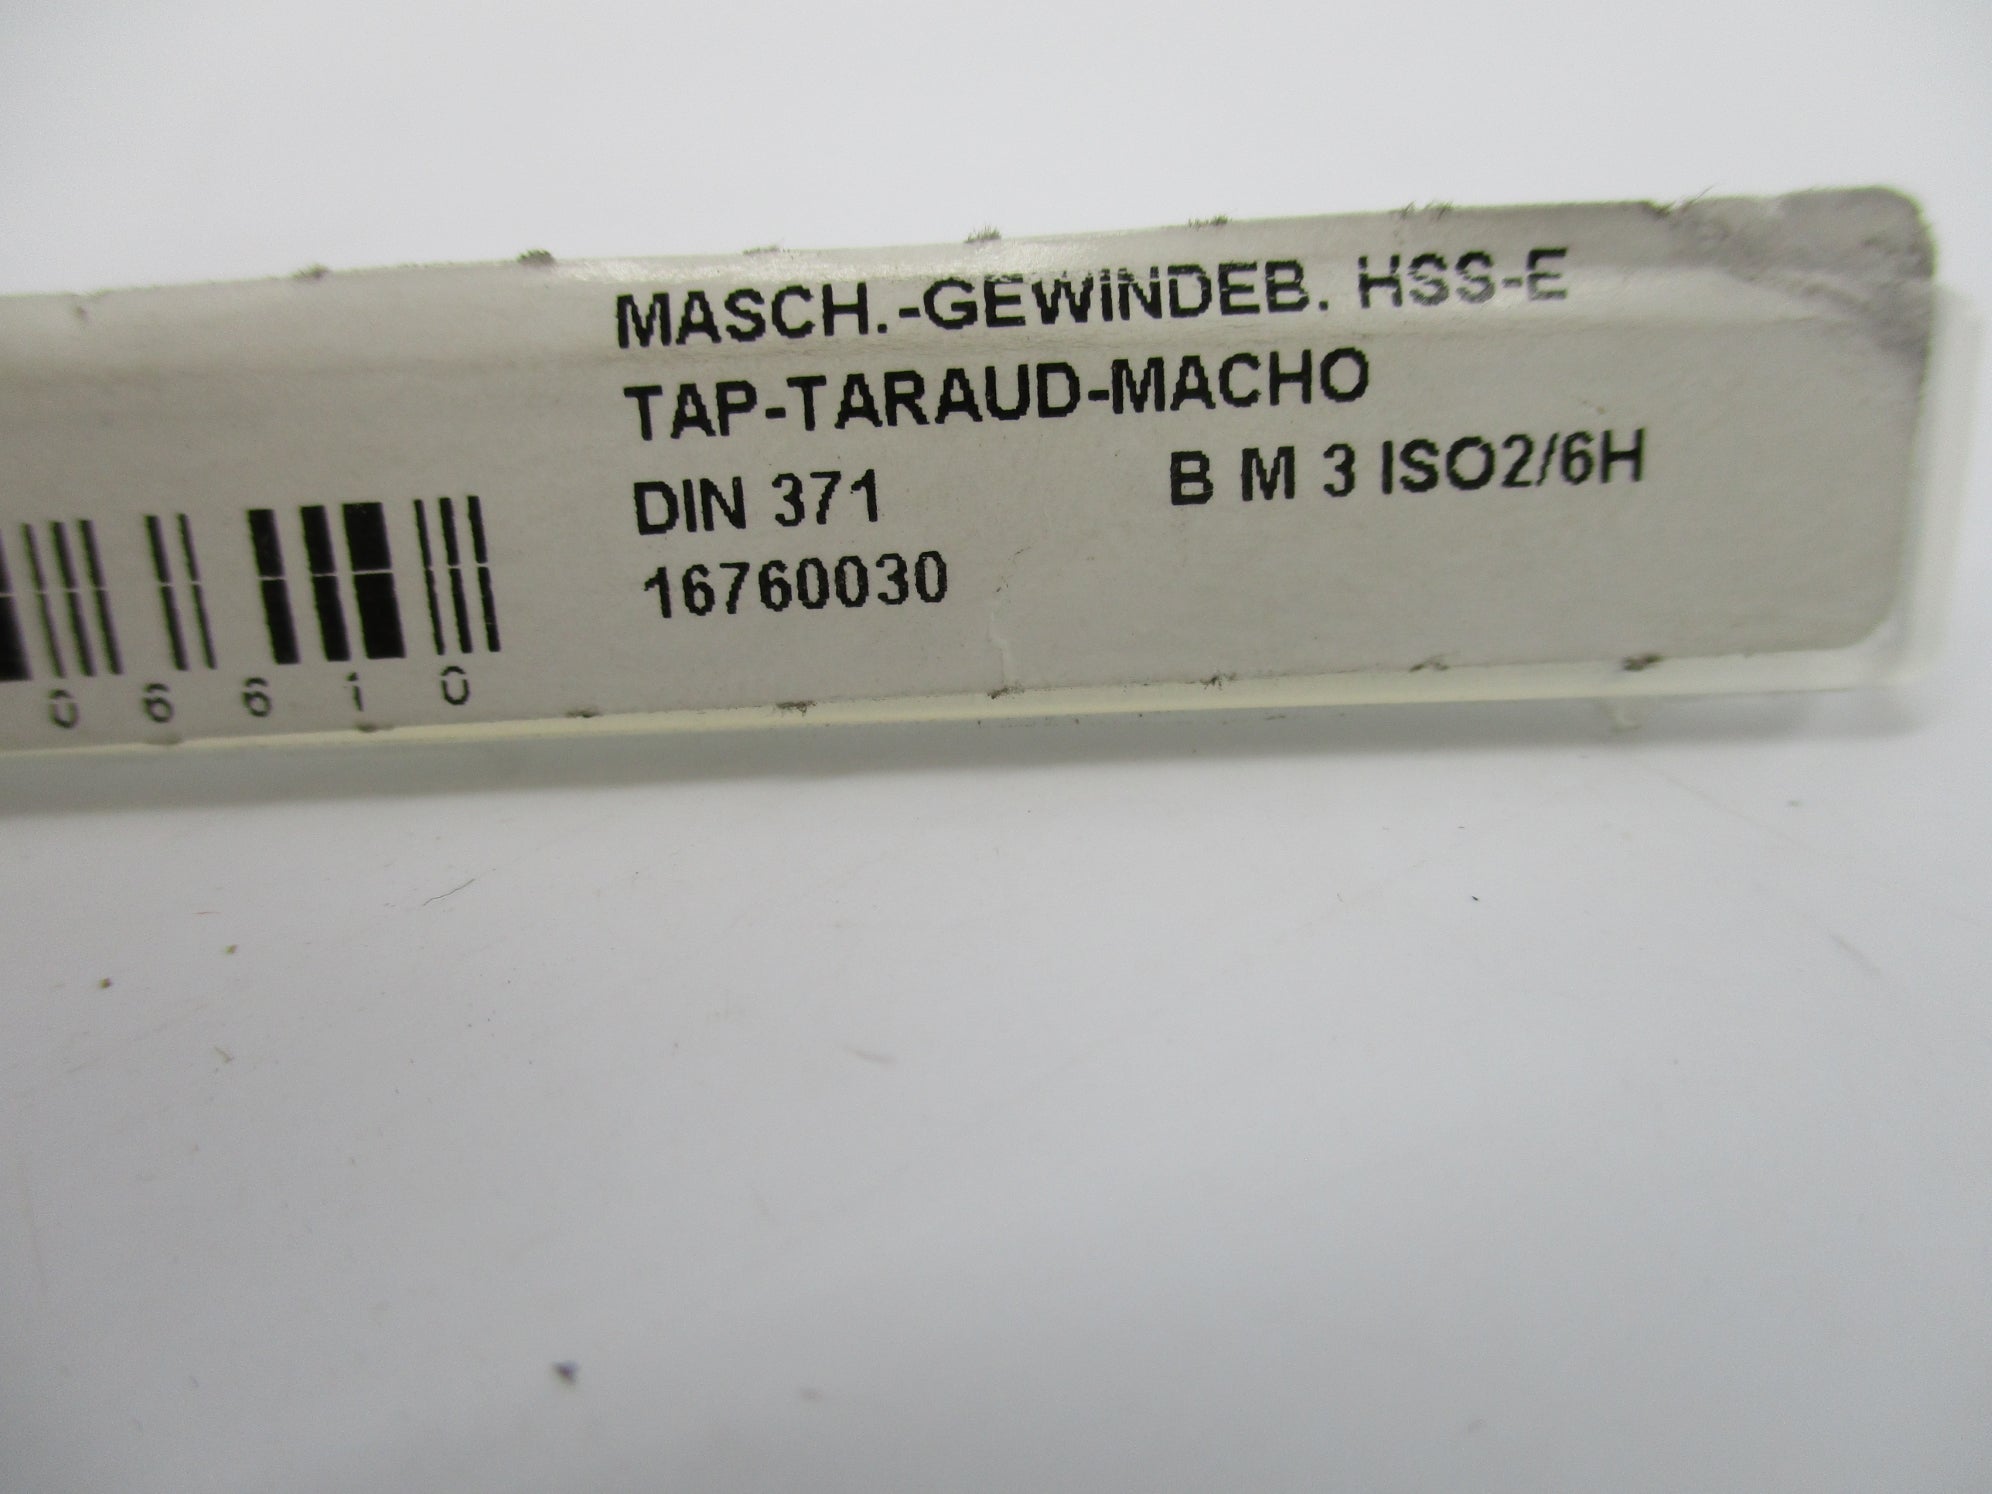 MASCH.-GEWINDEB. HSS-E
TAP-TARAUD-MACHO
DIN 371 B M 3 ISO2/6H
16760030
0 6 6 1 0